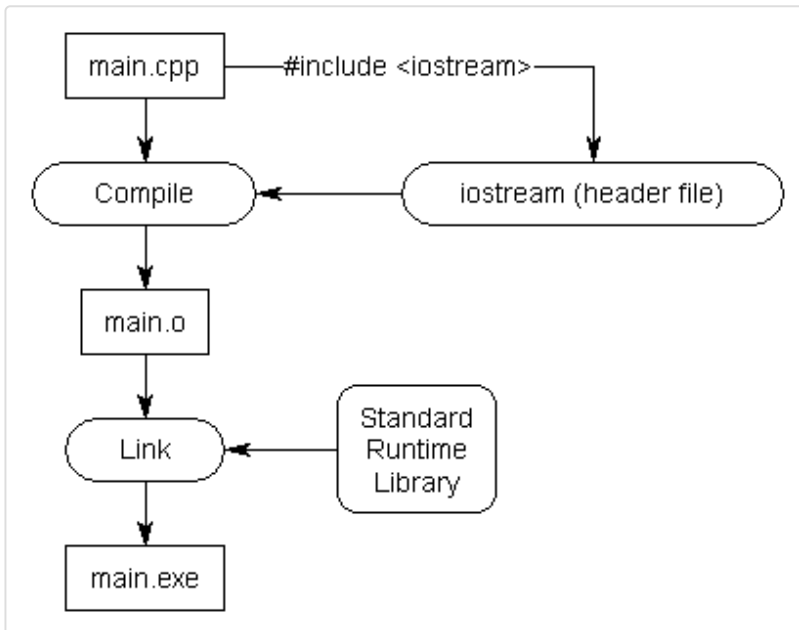 main.cpp
#include <iostream>
Compile
iostream (header file)
main.o
Link
Standard
Runtime
Library
main.exe